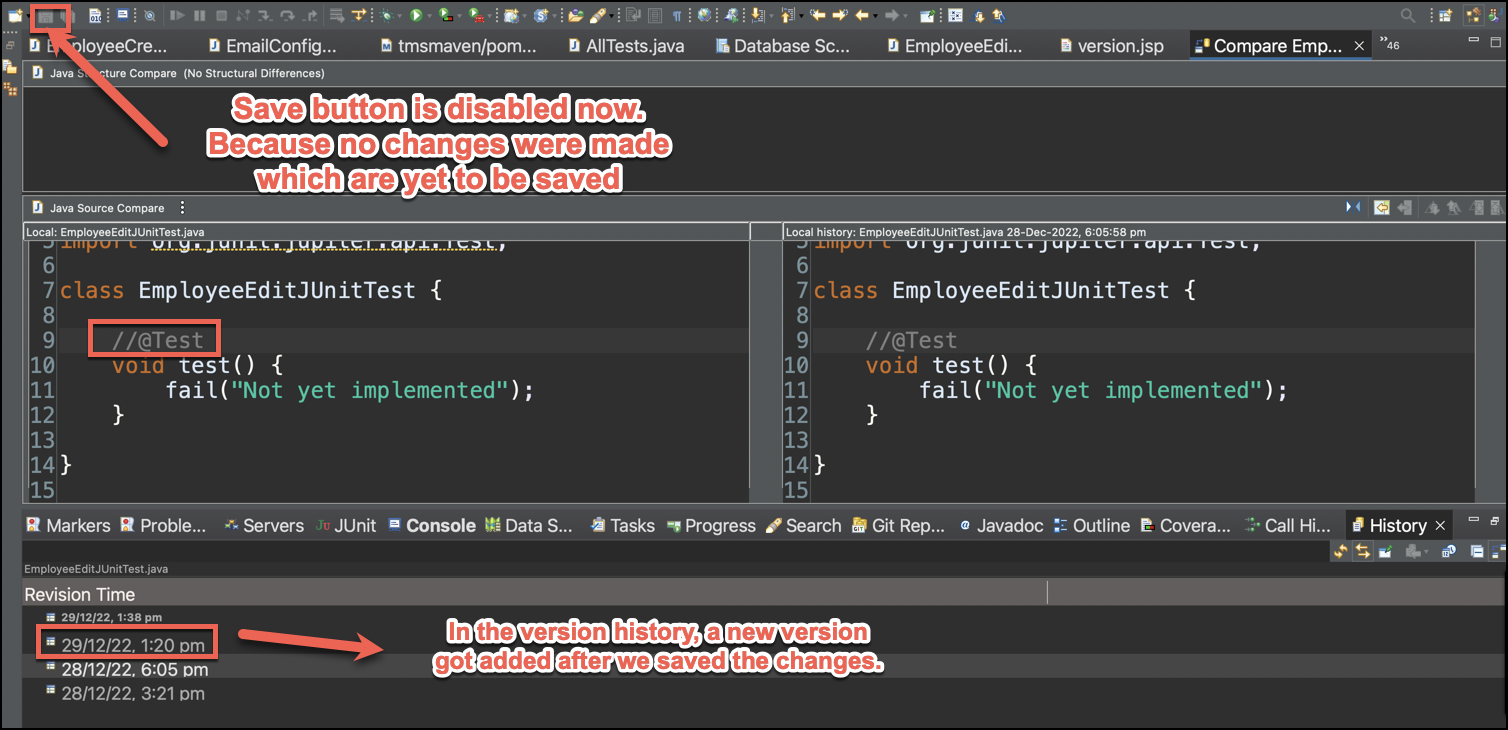 EmployeeCre...
EmailConfig...
tmsmaven/pom...
AllTests.java
Database Sc...
EmployeeEdi...
version.jsp
Compare Emp...
»46
Java Structure Compare (No Structural Differences)
Save button is disabled now.
Because no changes were made
which are yet to be saved
Java Source Compare
Local: EmployeeEditJUnitTest.java
Local history: EmployeeEditJUnitTest.java 28-Dec-2022, 6:05:58 pm
5 import org.junit.jupiter.api.Test;
6
7 class EmployeeEditJUnitTest {
8
9 //@Test
10 void test() {
11 fail("Not yet implemented");
12 }
13
14 }
15
5 import org.junit.jupiter.api.Test;
6
7 class EmployeeEditJUnitTest {
8
9 //@Test
10 void test() {
11 fail("Not yet implemented");
12 }
13
14 }
15
Markers
Proble...
Servers
JUnit
Console
Data S...
Tasks
Progress
Search
Git Rep...
Javadoc
Outline
Covera...
Call Hi...
History
EmployeeEditJUnitTest.java
Revision Time
29/12/22, 1:38 pm
29/12/22, 1:20 pm
28/12/22, 6:05 pm
28/12/22, 3:21 pm
In the version history, a new version
got added after we saved the changes.